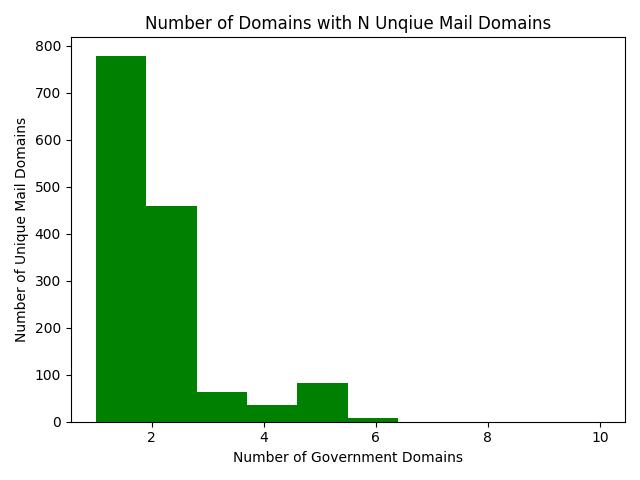 Number of Domains with N Unqiue Mail Domains
Number of Unique Mail Domains
800
700
600
500
400
300
200
100
0
2 4 6 8 10
Number of Government Domains